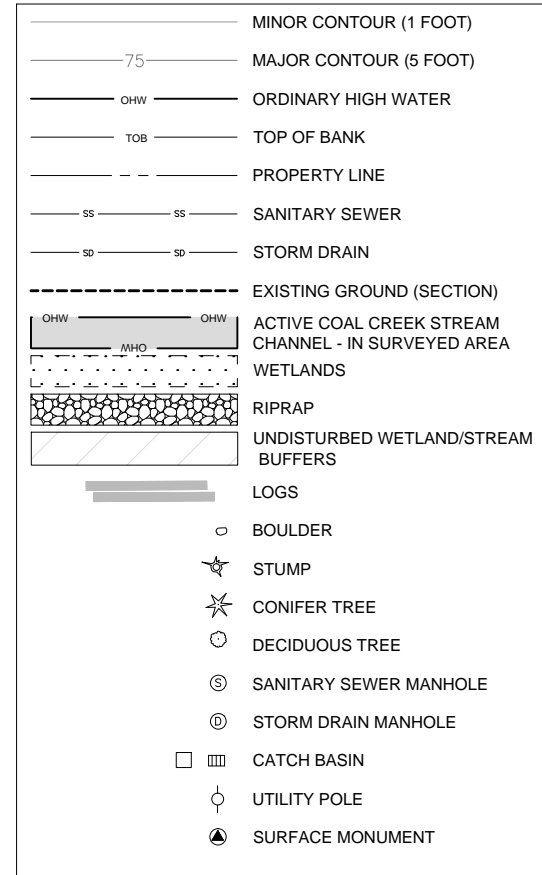 MINOR CONTOUR (1 FOOT)
75 MAJOR CONTOUR (5 FOOT)
OHW ORDINARY HIGH WATER
TOB TOP OF BANK
PROPERTY LINE
SS SS SANITARY SEWER
SD SD STORM DRAIN
EXISTING GROUND (SECTION)
OHW OHW ACTIVE COAL CREEK STREAM
OHW CHANNEL - IN SURVEYED AREA
WETLANDS
RIPRAP
UNDISTURBED WETLAND/STREAM
BUFFERS
LOGS
BOULDER
STUMP
CONIFER TREE
DECIDUOUS TREE
S SANITARY SEWER MANHOLE
D STORM DRAIN MANHOLE
CATCH BASIN
UTILITY POLE
SURFACE MONUMENT